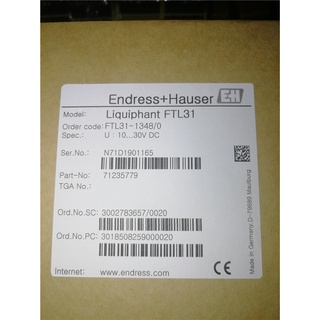 Endress+Hauser EH
Model: Liquiphant FTL31
Order code: FTL31-1348/0
Spec.: U : 10...30V DC
Ser.No.: N71D1901165
Part-No: 71235779
TGA No.:
Ord.No.SC: 3002783657/0020
Ord.No.PC: 3018508259000020
Internet: www.endress.com
Made in Germany,D-79689 Maulburg